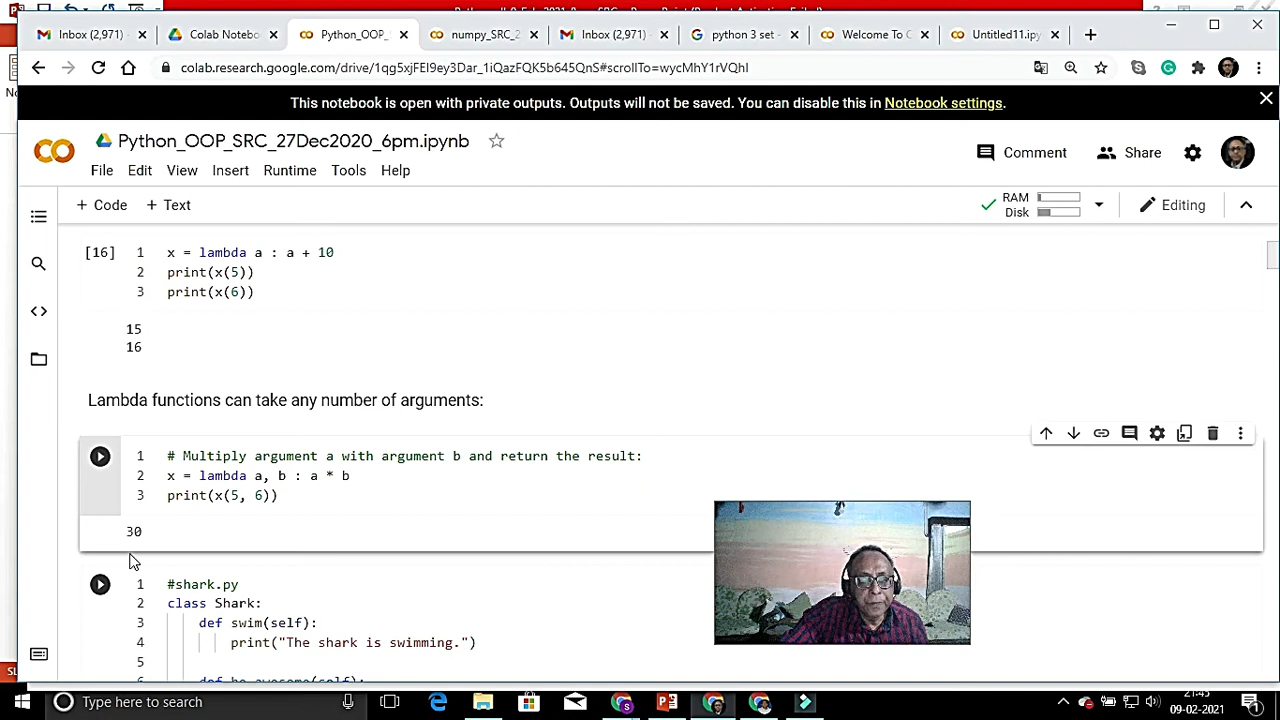 Inbox (2,971)
Colab Notebo
Python_OOP_
numpy_SRC_2
Inbox (2,971)
python 3 set -
Welcome To C
Untitled11.ipy
colab.research.google.com/drive/1qg5xjFEI9ey3Dar_1iQazFQK5b645QnS#scrollTo=wycMhY1rVQhI
This notebook is open with private outputs. Outputs will not be saved. You can disable this in Notebook settings.
Python_OOP_SRC_27Dec2020_6pm.ipynb
Comment
Share
File Edit View Insert Runtime Tools Help
+ Code + Text
RAM
Disk
Editing
[16] 1 x = lambda a : a + 10
2 print(x(5))
3 print(x(6))
15
16
Lambda functions can take any number of arguments:
1 # Multiply argument a with argument b and return the result:
2 x = lambda a, b : a * b
3 print(x(5, 6))
30
1 #shark.py
2 class Shark:
3 def swim(self):
4 print("The shark is swimming.")
5
Type here to search
21:45
09-02-2021